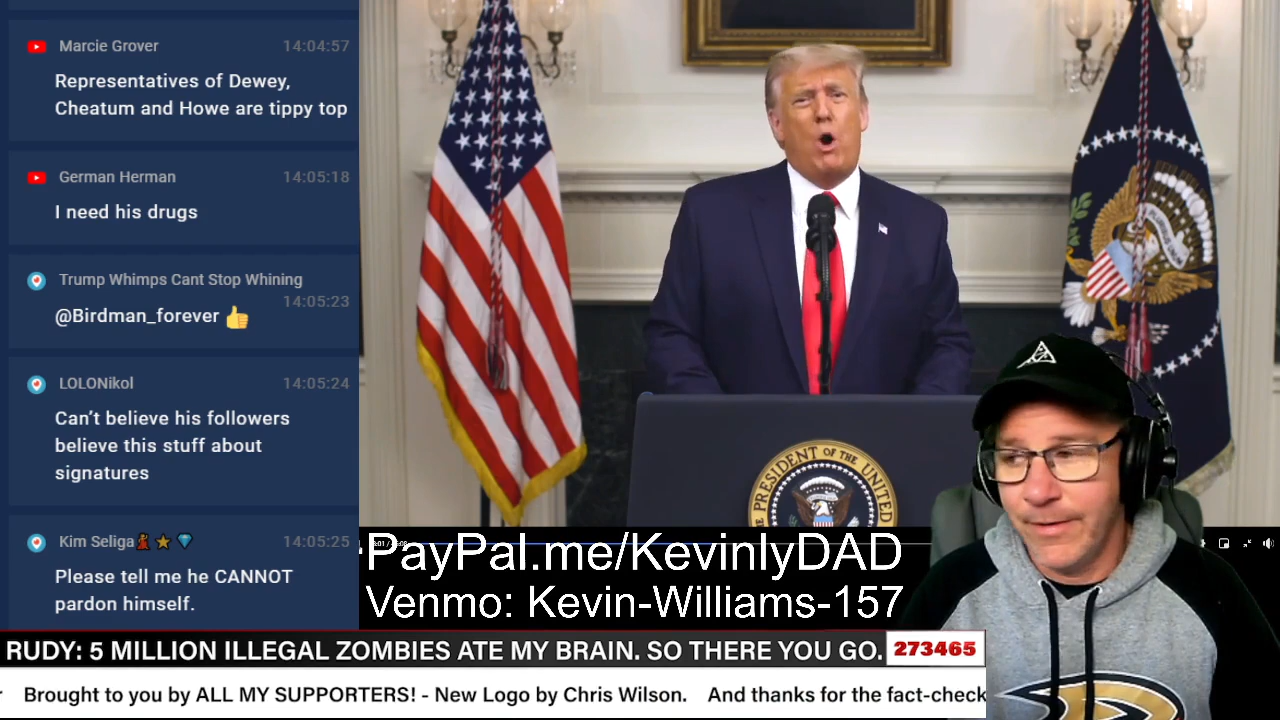 Marcie Grover 14:04:57
Representatives of Dewey,
Cheatum and Howe are tippy top
German Herman 14:05:18
I need his drugs
Trump Whimps Cant Stop Whining
14:05:23
@Birdman_forever 👍
LOLONikol 14:05:24
Can't believe his followers
believe this stuff about
signatures
Kim Seliga 14:05:25
Please tell me he CANNOT
pardon himself.
PRESIDENT OF THE UNITED
PayPal.me/KevinlyDAD
Venmo: Kevin-Williams-157
RUDY: 5 MILLION ILLEGAL ZOMBIES ATE MY BRAIN. SO THERE YOU GO. 273465
Brought to you by ALL MY SUPPORTERS! - New Logo by Chris Wilson. And thanks for the fact-check